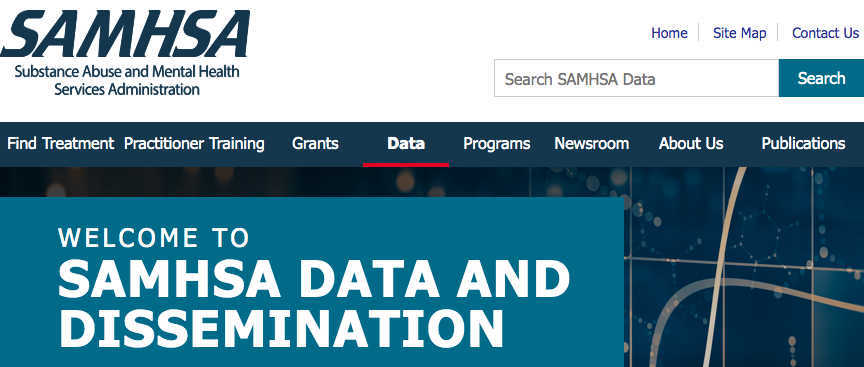 SAMHSA
Substance Abuse and Mental Health
Services Administration
Home
Site Map
Contact Us
Search SAMHSA Data
Search
Find Treatment
Practitioner Training
Grants
Data
Programs
Newsroom
About Us
Publications
WELCOME TO
SAMHSA DATA AND
DISSEMINATION